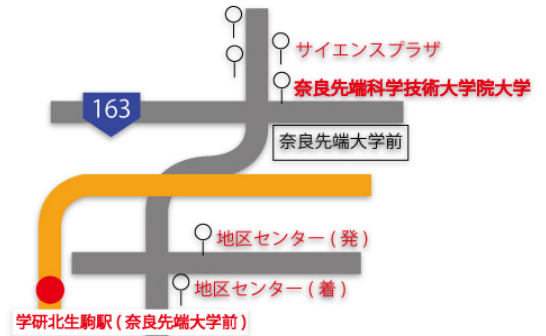 サイエンスプラザ
奈良先端科学技術大学院大学
163
奈良先端大学前
地区センター ( 発 )
地区センター ( 着 )
学研北生駒駅 ( 奈良先端大学前 )